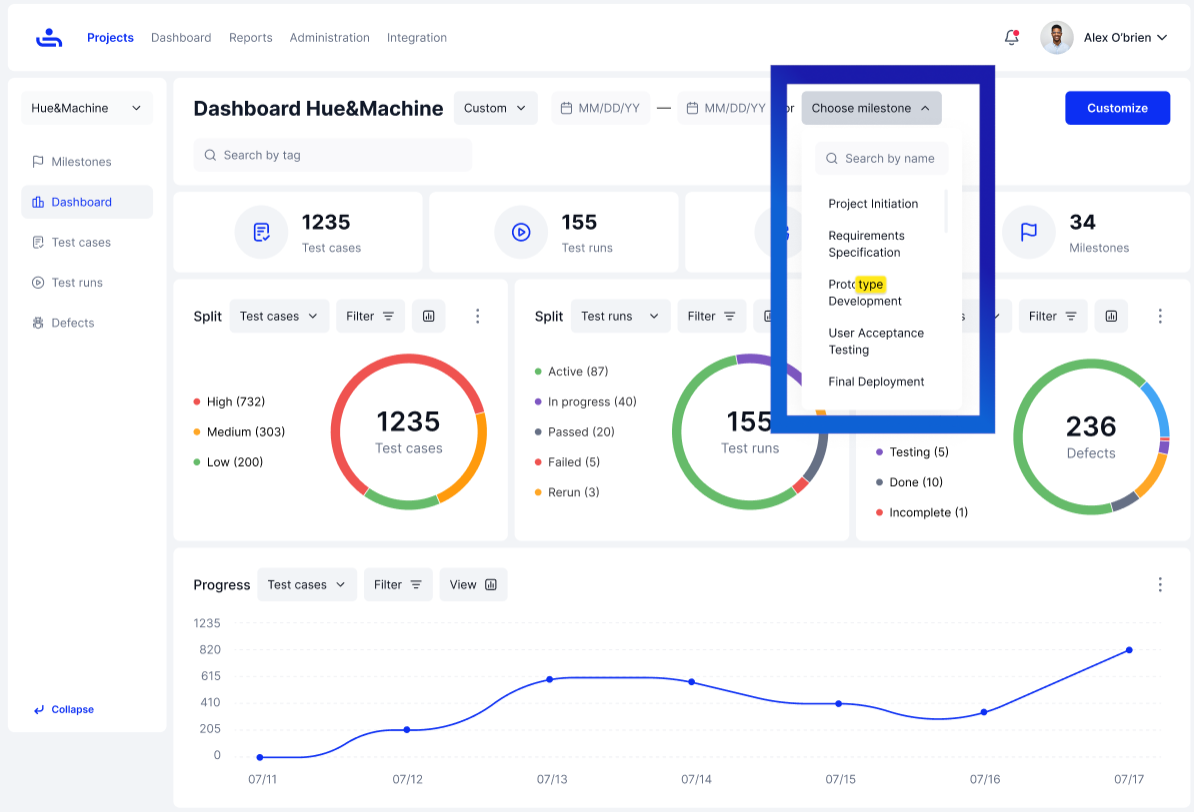 Projects Dashboard Reports Administration Integration Alex O'brien
Hue&Machine
Milestones
Dashboard
Test cases
Test runs
Defects
Collapse
Dashboard Hue&Machine Custom MM/DD/YY — MM/DD/YY or Choose milestone Customize
Search by tag
Search by name
Project Initiation
Requirements
Specification
Prototype
Development
User Acceptance
Testing
Final Deployment
1235
Test cases
155
Test runs
34
Milestones
Split Test cases Filter
High (732)
Medium (303)
Low (200)
1235
Test cases
Split Test runs Filter
Active (87)
In progress (40)
Passed (20)
Failed (5)
Rerun (3)
155
Test runs
Filter
Testing (5)
Done (10)
Incomplete (1)
236
Defects
Progress Test cases Filter View
1235
820
615
410
205
0
07/11 07/12 07/13 07/14 07/15 07/16 07/17